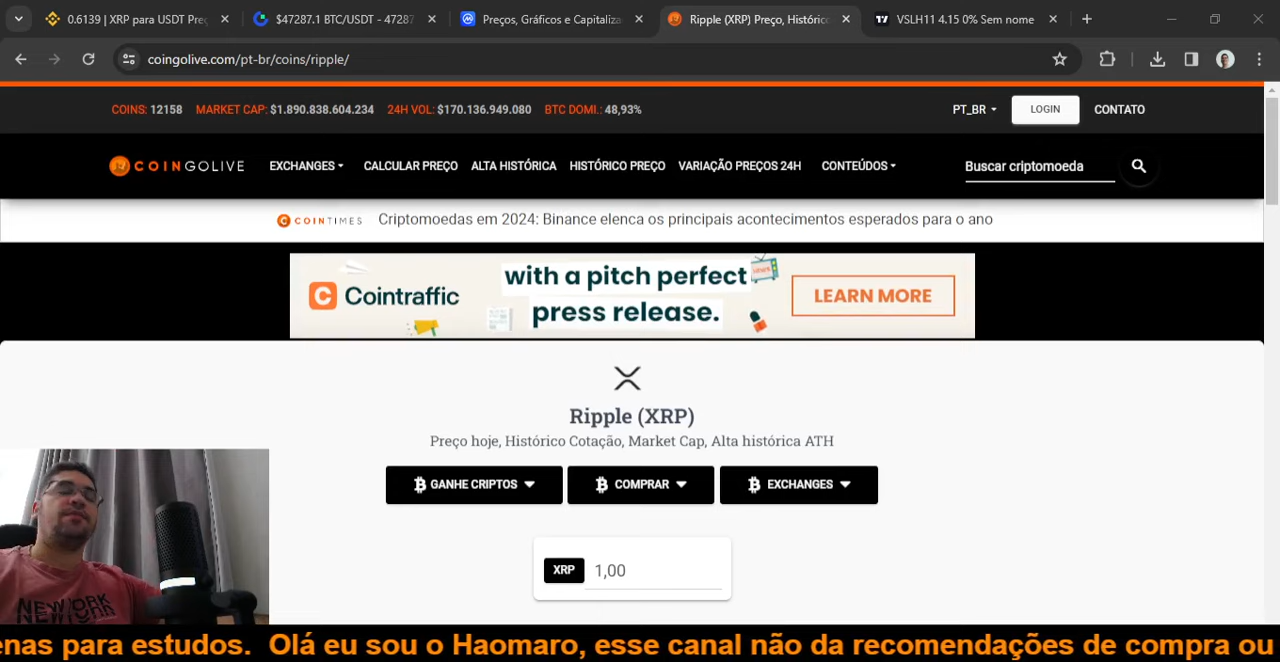 0.6139 | XRP para USDT Pre
$47287.1 BTC/USDT - 47287
Preços, Gráficos e Capitaliza
Ripple (XRP) Preço, Históric
VSLH11 4.15 0% Sem nome
coingolive.com/pt-br/coins/ripple/
COINS: 12158 MARKET CAP: $1.890.838.604.234 24H VOL: $170.136.949.080 BTC DOMI.: 48,93%
PT_BR LOGIN CONTATO
COINGOLIVE EXCHANGES CALCULAR PREÇO ALTA HISTÓRICA HISTÓRICO PREÇO VARIAÇÃO PREÇOS 24H CONTEÚDOS Buscar criptomoeda
COINTIMES Criptomoedas em 2024: Binance elenca os principais acontecimentos esperados para o ano
Cointraffic
with a pitch perfect
press release.
NEWS
LEARN MORE
Ripple (XRP)
Preço hoje, Histórico Cotação, Market Cap, Alta histórica ATH
GANHE CRIPTOS COMPRAR EXCHANGES
XRP 1,00
NEW YORK
enas para estudos. Olá eu sou o Haomaro, esse canal não da recomendações de compra ou